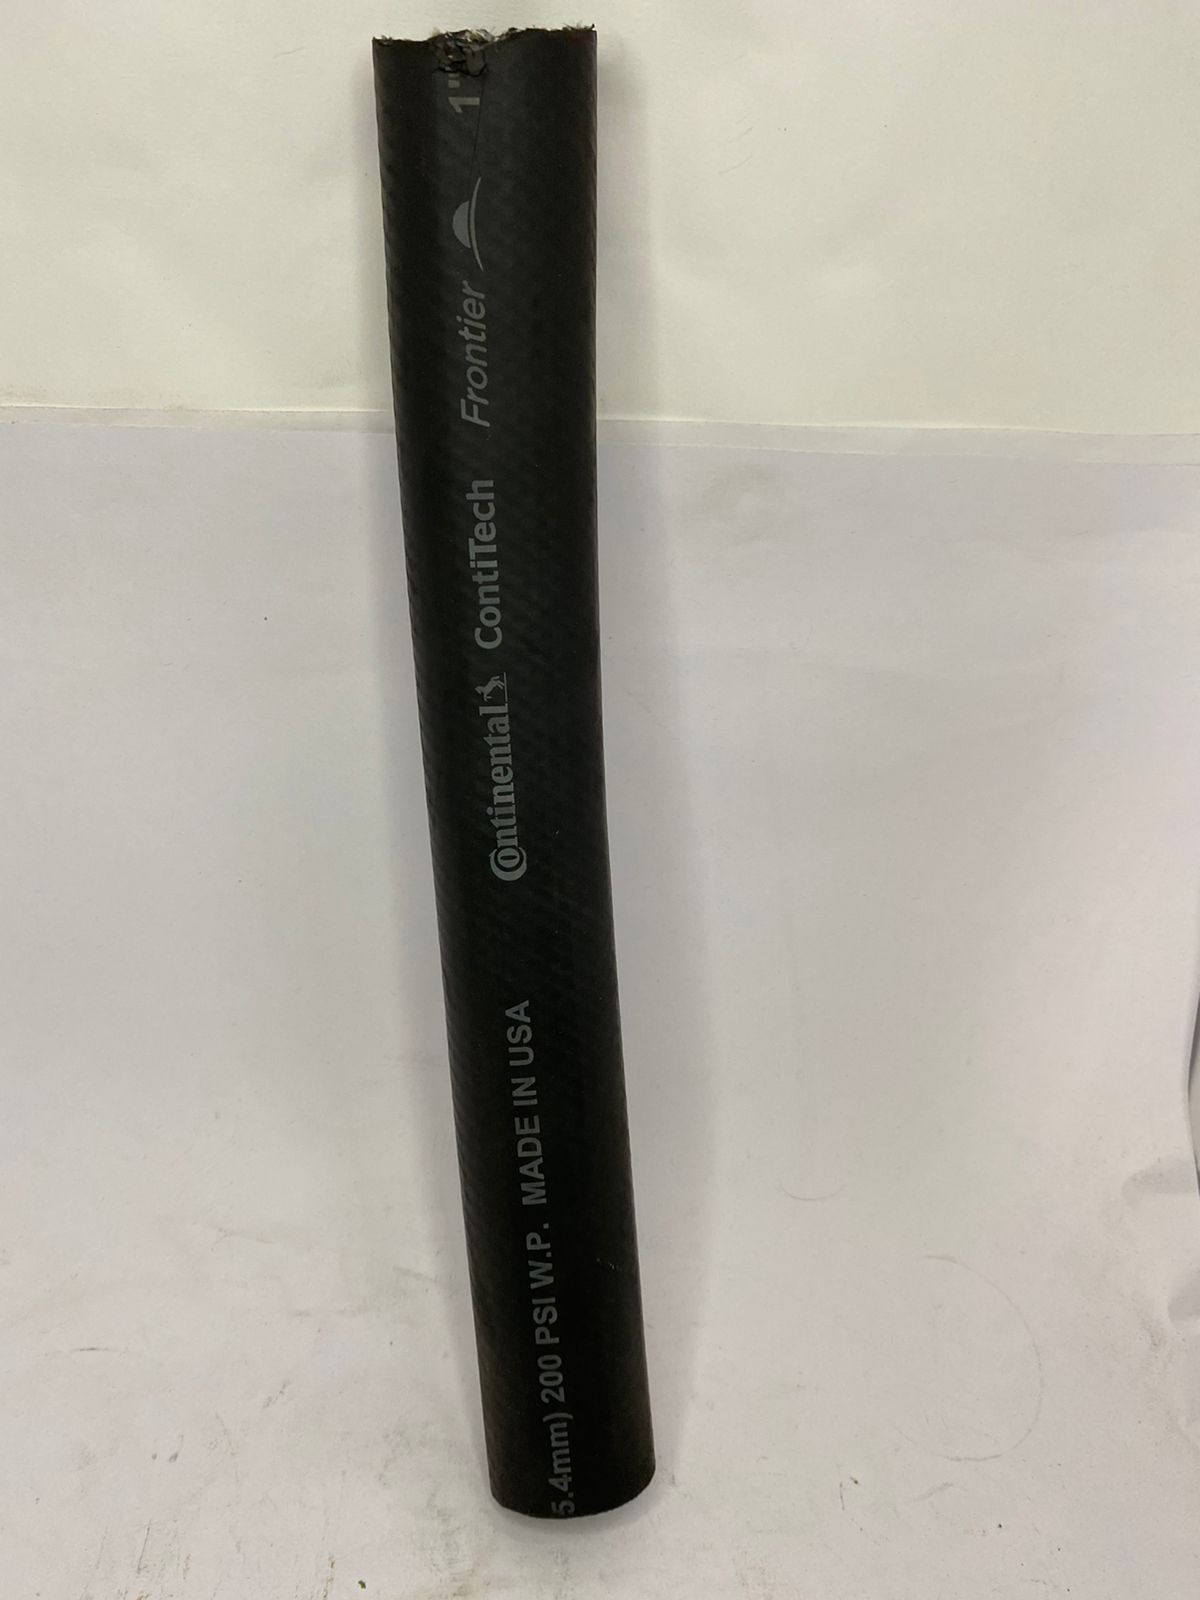 5.4mm) 200 PSI W.P. MADE IN USA Continental ContiTech Frontier 1"